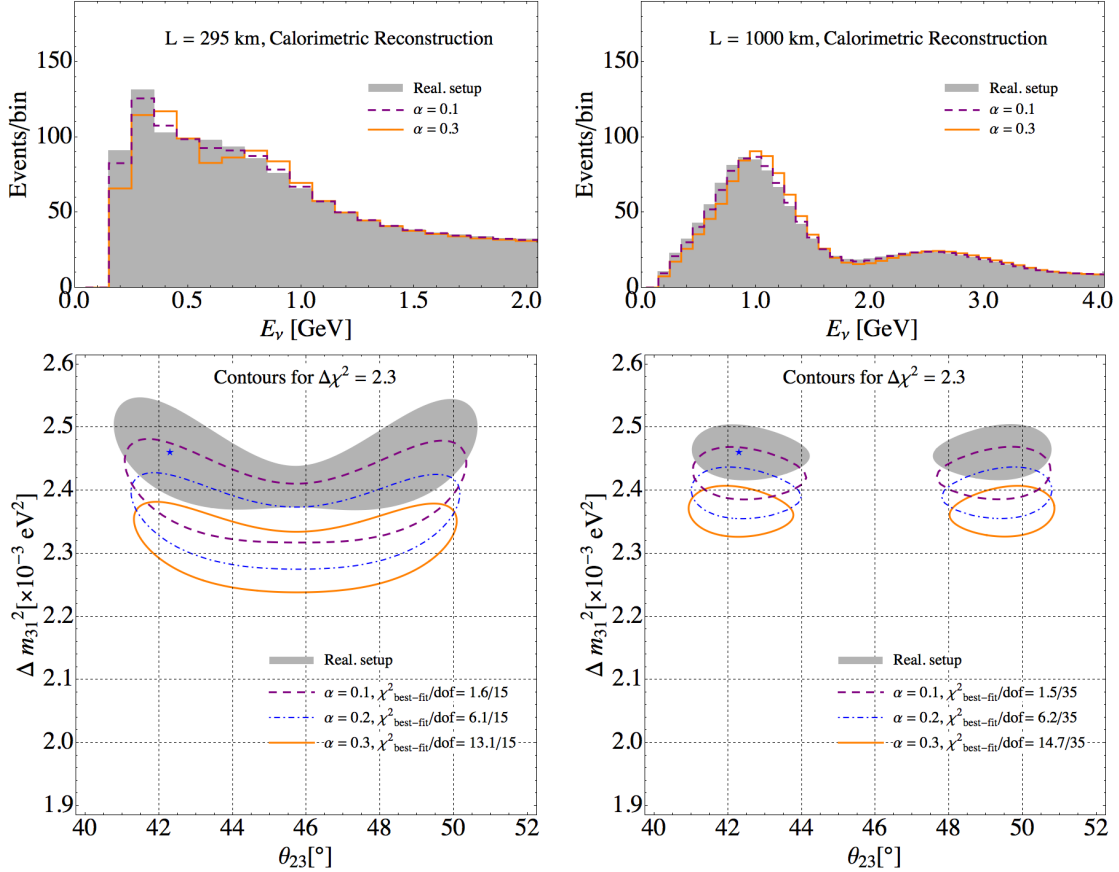 L = 295 km, Calorimetric Reconstruction
Real. setup
α = 0.1
α = 0.3
Events/bin
150
100
50
0
0.0 0.5 1.0 1.5 2.0
E_ν [GeV]
L = 1000 km, Calorimetric Reconstruction
Real. setup
α = 0.1
α = 0.3
Events/bin
150
100
50
0
0.0 1.0 2.0 3.0 4.0
E_ν [GeV]
Contours for Δχ² = 2.3
2.6
2.5
2.4
2.3
2.2
2.1
2.0
1.9
Δ m₃₁² [×10⁻³ eV²]
Real. setup
α = 0.1, χ²_best−fit/dof= 1.6/15
α = 0.2, χ²_best−fit/dof= 6.1/15
α = 0.3, χ²_best−fit/dof= 13.1/15
40 42 44 46 48 50 52
θ₂₃[°]
Contours for Δχ² = 2.3
2.6
2.5
2.4
2.3
2.2
2.1
2.0
1.9
Δ m₃₁² [×10⁻³ eV²]
Real. setup
α = 0.1, χ²_best−fit/dof= 1.5/35
α = 0.2, χ²_best−fit/dof= 6.2/35
α = 0.3, χ²_best−fit/dof= 14.7/35
40 42 44 46 48 50 52
θ₂₃[°]